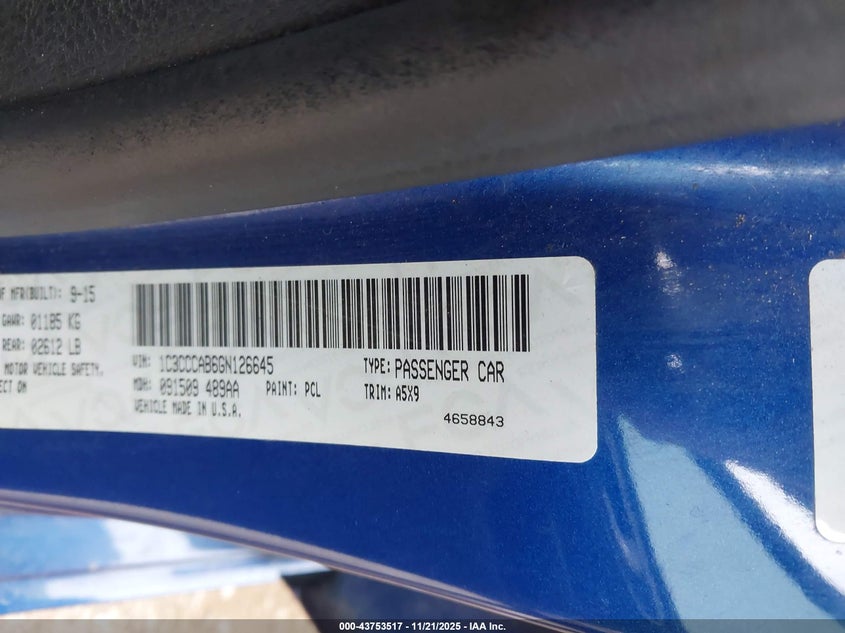 F MFR(BUILT): 9-15
GAWR: 01185 KG
REAR: 02612 LB
MOTOR VEHICLE SAFETY,
ECT ON
VIN: 1C3CCCAB6GN126645
TYPE: PASSENGER CAR
MDH: 091509 489AA
PAINT: PCL
TRIM: A5X9
VEHICLE MADE IN U.S.A.
4658843
000-43753517 - 11/21/2025 - IAA Inc.